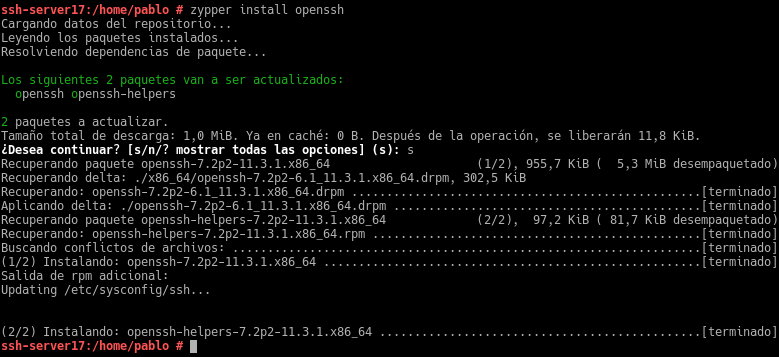 ssh-server17:/home/pablo # zypper install openssh
Cargando datos del repositorio...
Leyendo los paquetes instalados...
Resolviendo dependencias de paquete...
Los siguientes 2 paquetes van a ser actualizados:
openssh openssh-helpers
2 paquetes a actualizar.
Tamaño total de descarga: 1,0 MiB. Ya en caché: 0 B. Después de la operación, se liberarán 11,8 KiB.
¿Desea continuar? [s/n/? mostrar todas las opciones] (s): s
Recuperando paquete openssh-7.2p2-11.3.1.x86_64 (1/2), 955,7 KiB ( 5,3 MiB desempaquetado)
Recuperando delta: ./x86_64/openssh-7.2p2-6.1_11.3.1.x86_64.drpm, 302,5 KiB
Recuperando: openssh-7.2p2-6.1_11.3.1.x86_64.drpm ..................................................[terminado]
Aplicando delta: ./openssh-7.2p2-6.1_11.3.1.x86_64.drpm ............................................[terminado]
Recuperando paquete openssh-helpers-7.2p2-11.3.1.x86_64 (2/2), 97,2 KiB ( 81,7 KiB desempaquetado)
Recuperando: openssh-helpers-7.2p2-11.3.1.x86_64.rpm ...............................................[terminado]
Buscando conflictos de archivos: ...................................................................[terminado]
(1/2) Instalando: openssh-7.2p2-11.3.1.x86_64 ......................................................[terminado]
Salida de rpm adicional:
Updating /etc/sysconfig/ssh...
(2/2) Instalando: openssh-helpers-7.2p2-11.3.1.x86_64 ..............................................[terminado]
ssh-server17:/home/pablo #